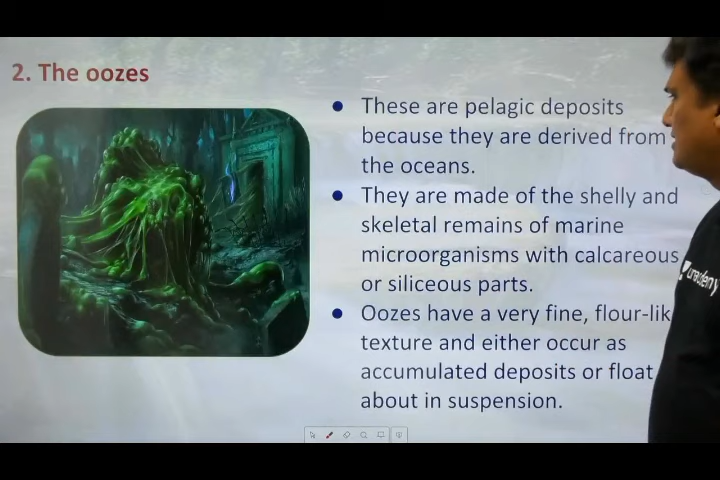 2. The oozes
These are pelagic deposits
because they are derived from
the oceans.
They are made of the shelly and
skeletal remains of marine
microorganisms with calcareous
or siliceous parts.
Oozes have a very fine, flour-lik
texture and either occur as
accumulated deposits or float
about in suspension.